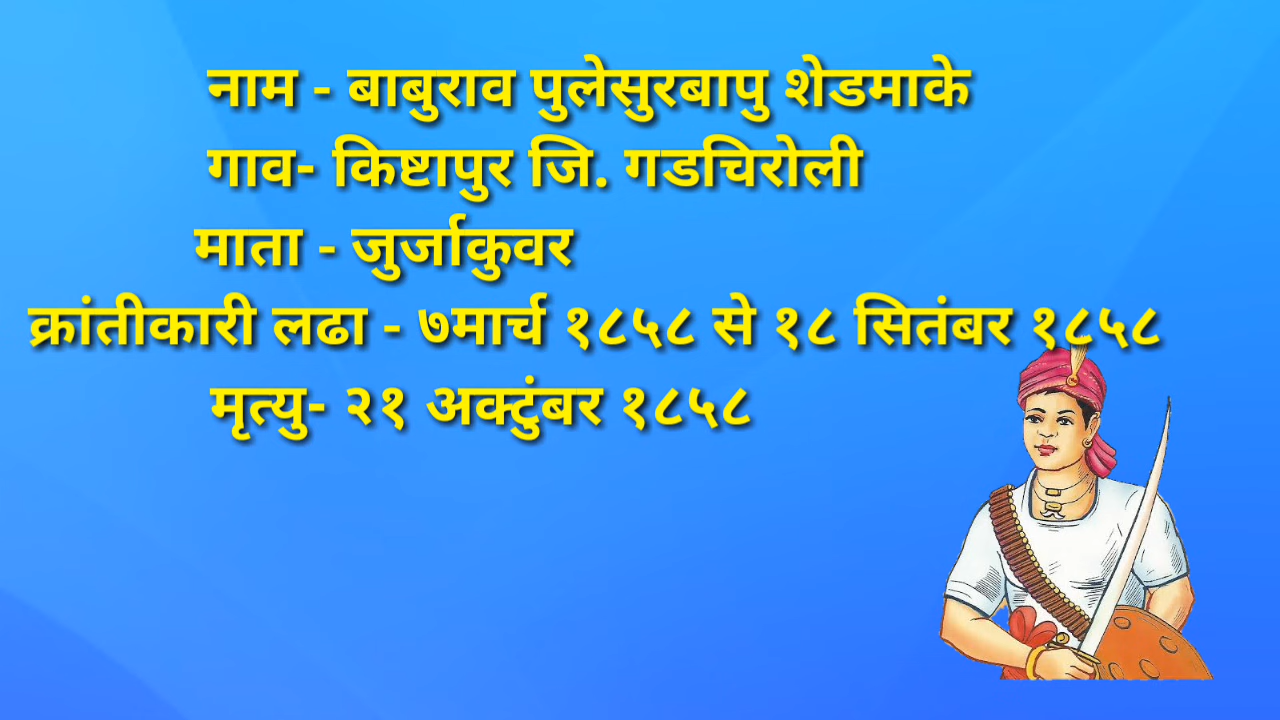 नाम - बाबुराव पुलेसुरबापु शेडमाके
गाव- किष्टापुर जि. गडचिरोली
माता - जुर्जाकुवर
क्रांतीकारी लढा - ७मार्च १८५८ से १८ सितंबर १८५८
मृत्यु- २१ अक्टुंबर १८५८